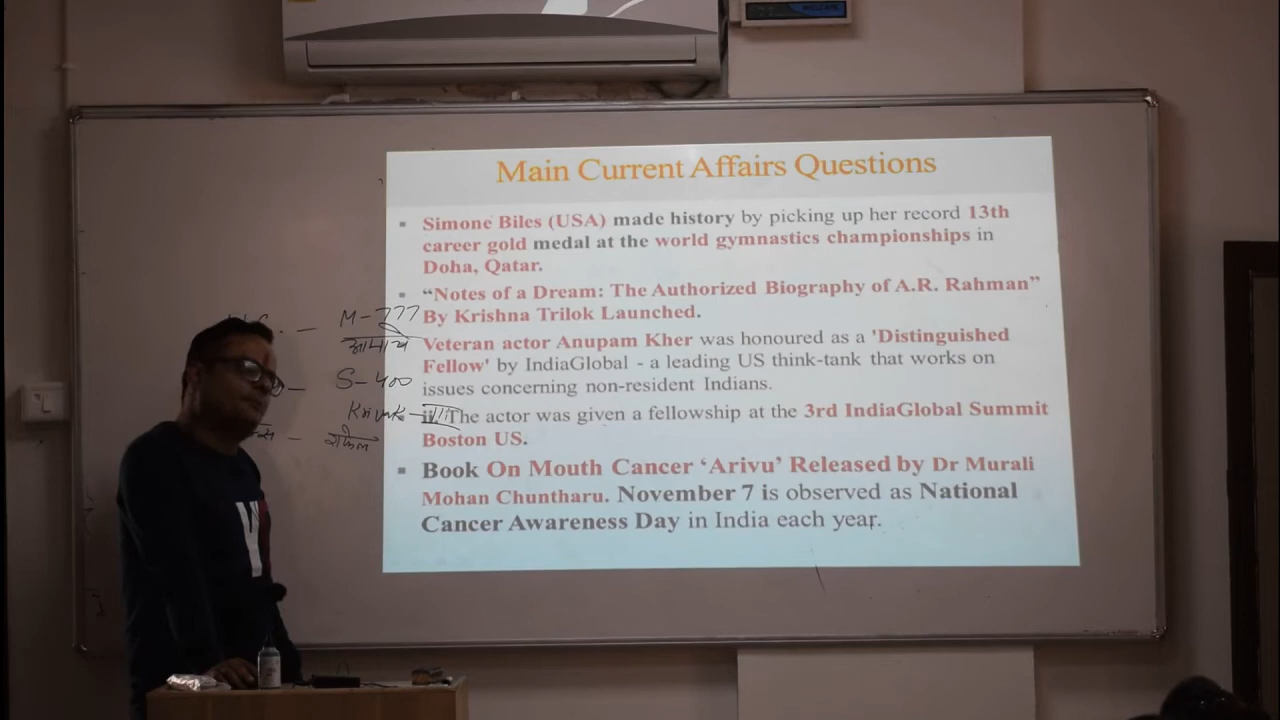 Main Current Affairs Questions
▪ Simone Biles (USA) made history by picking up her record 13th
career gold medal at the world gymnastics championships in
Doha, Qatar.
▪ “Notes of a Dream: The Authorized Biography of A.R. Rahman”
By Krishna Trilok Launched.
Veteran actor Anupam Kher was honoured as a 'Distinguished
Fellow' by IndiaGlobal - a leading US think-tank that works on
issues concerning non-resident Indians.
ii. The actor was given a fellowship at the 3rd IndiaGlobal Summit
Boston US.
▪ Book On Mouth Cancer ‘Arivu’ Released by Dr Murali
Mohan Chuntharu. November 7 is observed as National
Cancer Awareness Day in India each year.
— M-777
— S-400